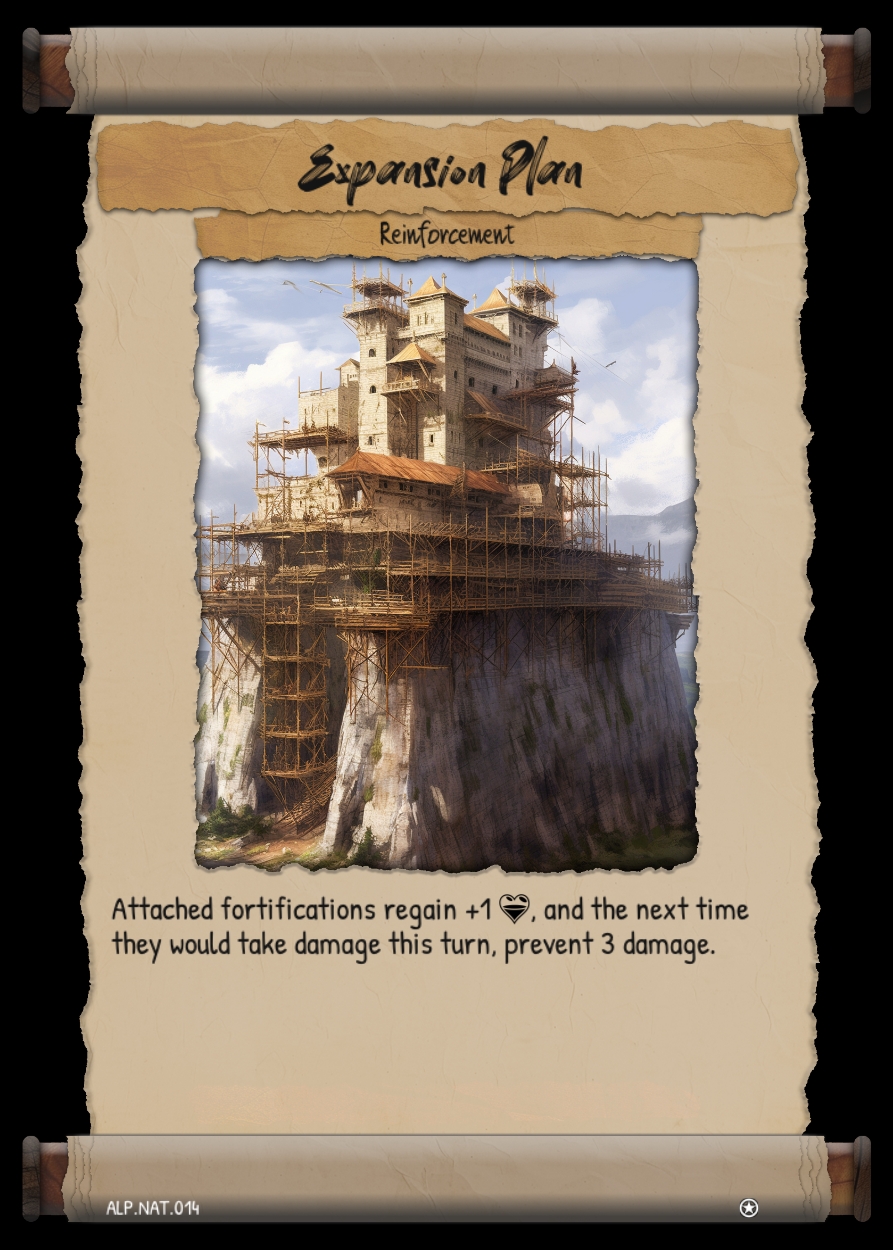 Expansion Plan
Reinforcement
Attached fortifications regain +1 , and the next time
they would take damage this turn, prevent 3 damage.
ALP.NAT.014